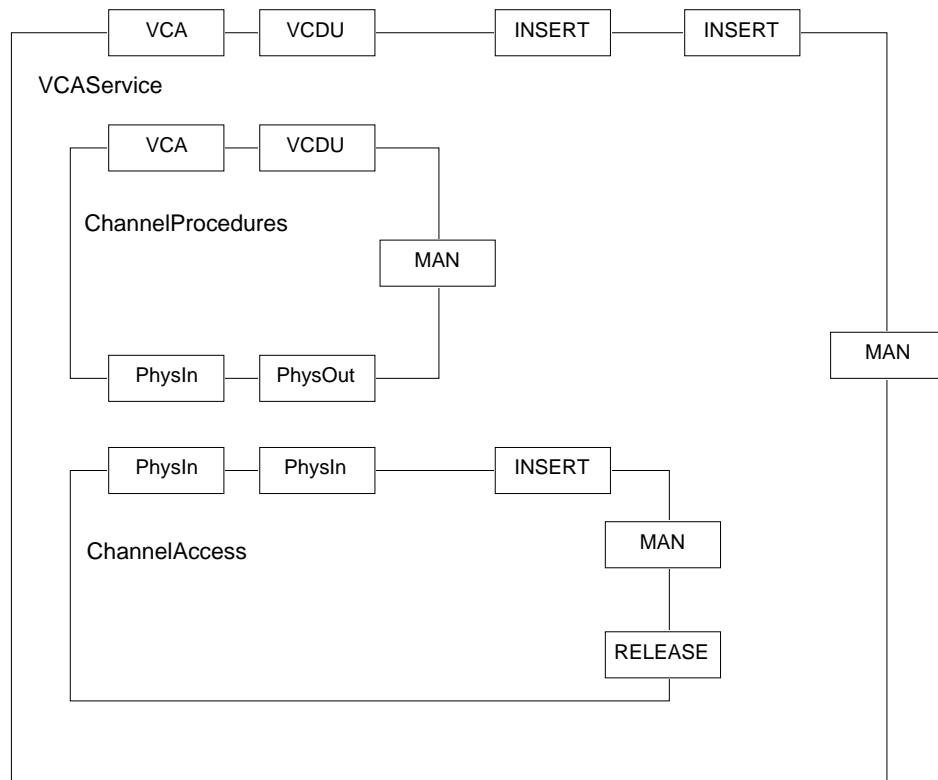 VCA VCDU INSERT INSERT
VCAService
VCA VCDU
ChannelProcedures
MAN
MAN
PhysIn PhysOut
PhysIn PhysIn INSERT
MAN
ChannelAccess
RELEASE